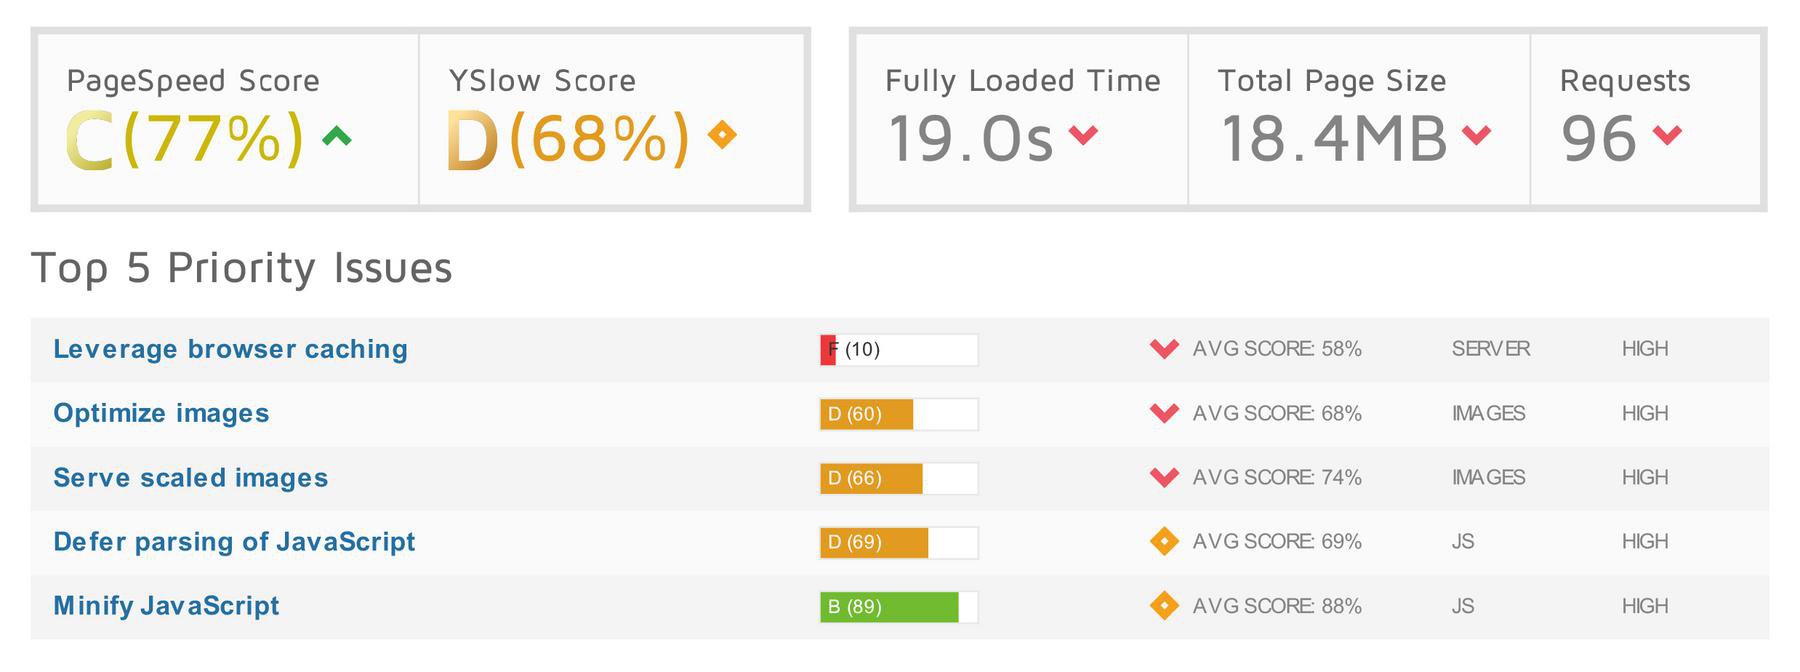 PageSpeed Score
C(77%)
YSlow Score
D(68%)
Fully Loaded Time
19.0s
Total Page Size
18.4MB
Requests
96
Top 5 Priority Issues
Leverage browser caching F (10) AVG SCORE: 58% SERVER HIGH
Optimize images D (60) AVG SCORE: 68% IMAGES HIGH
Serve scaled images D (66) AVG SCORE: 74% IMAGES HIGH
Defer parsing of JavaScript D (69) AVG SCORE: 69% JS HIGH
Minify JavaScript B (89) AVG SCORE: 88% JS HIGH